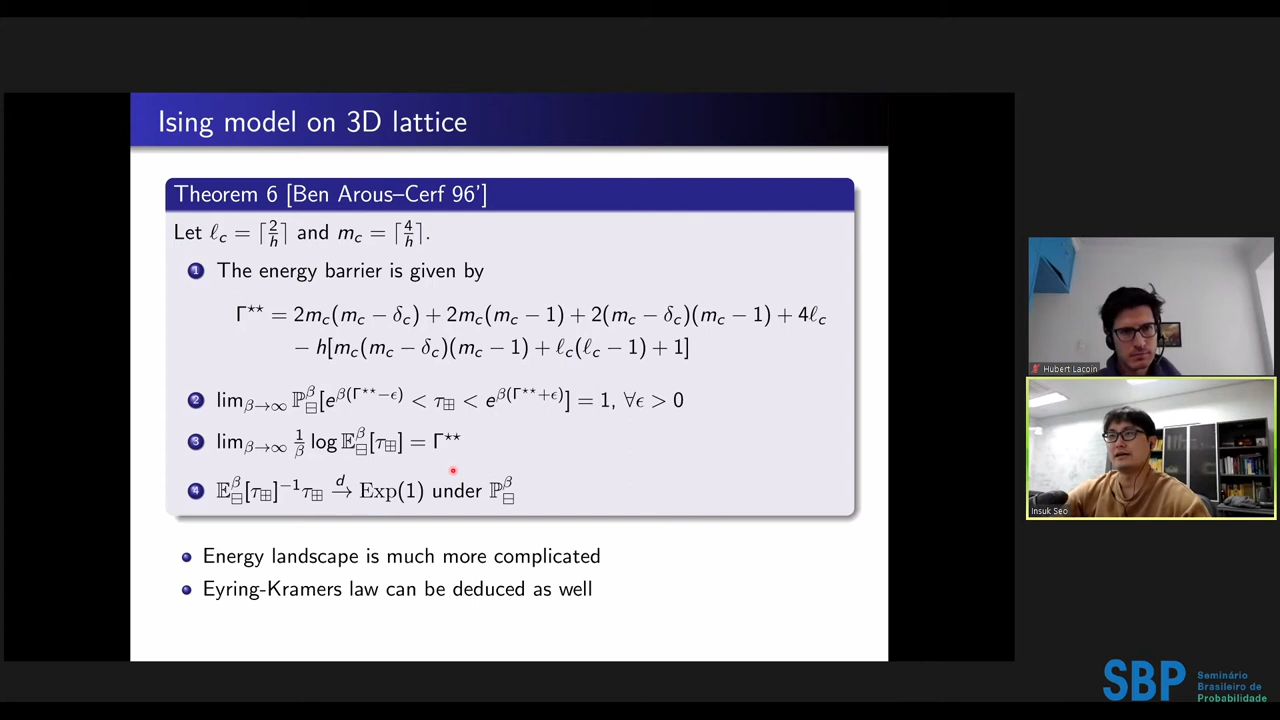 Ising model on 3D lattice
Theorem 6 [Ben Arous–Cerf 96']
Let ℓ_c = ⌈2/h⌉ and m_c = ⌈4/h⌉.
1 The energy barrier is given by
Γ** = 2m_c(m_c − δ_c) + 2m_c(m_c − 1) + 2(m_c − δ_c)(m_c − 1) + 4ℓ_c
− h[m_c(m_c − δ_c)(m_c − 1) + ℓ_c(ℓ_c − 1) + 1]
2 lim_{β→∞} ℙ^β_⊟[e^{β(Γ**−ϵ)} < τ_⊞ < e^{β(Γ**+ϵ)}] = 1, ∀ϵ > 0
3 lim_{β→∞} 1/β log 𝔼^β_⊟[τ_⊞] = Γ**
4 𝔼^β_⊟[τ_⊞]^{−1}τ_⊞ →^d Exp(1) under ℙ^β_⊟
Energy landscape is much more complicated
Eyring-Kramers law can be deduced as well
Hubert Lacoin
Insuk Seo
SBP
Seminário
Brasileiro de
Probabilidade